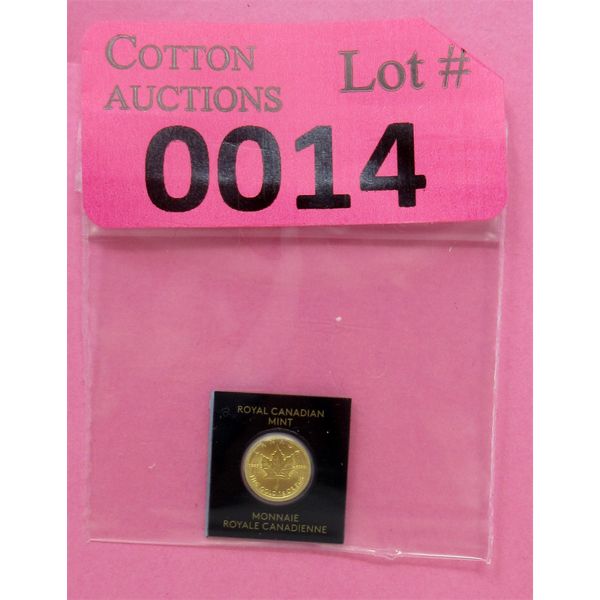 COTTON
AUCTIONS
Lot #
0014
ROYAL CANADIAN
MINT
MONNAIE
ROYALE CANADIENNE